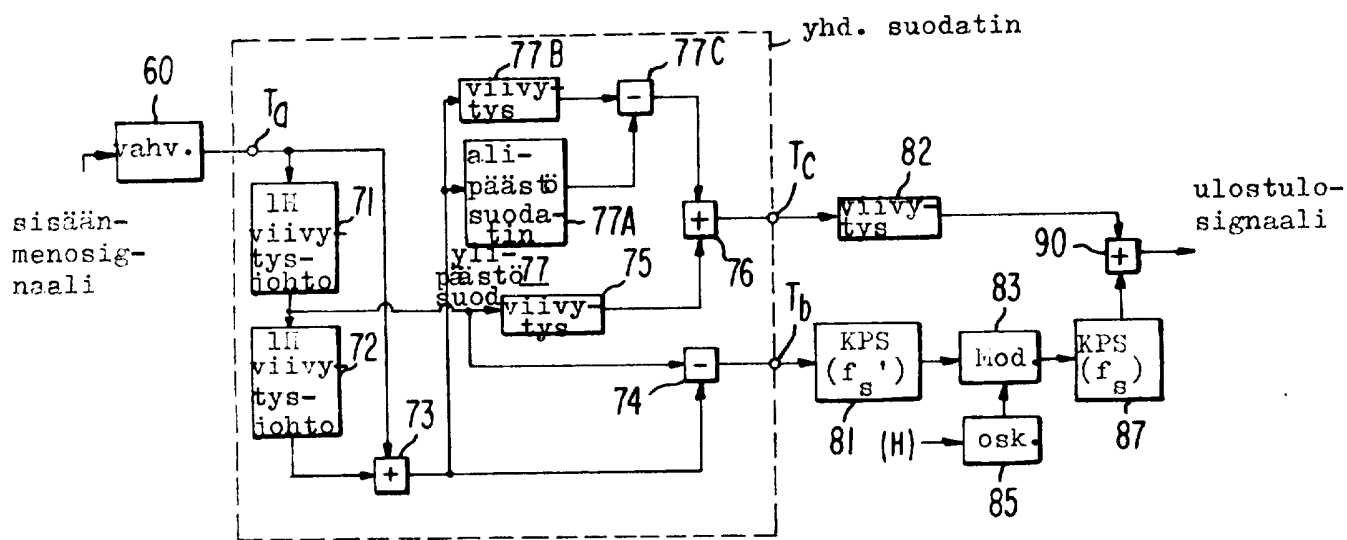 yhd. suodatin
60
77B
77C
viivy-
tys
-
Ta
vahv.
ali-
päästö
suoda-
tin
77A
Tc
82
viivy-
tys
ulostulo-
signaali
sisään-
menosig-
naali
1H
viivy-
tys-
johto
71
+
76
90
+
yli-
päästö
suod.
77
75
viivy-
tys
Tb
83
1H
viivy-
tys-
johto
72
-
74
KPS
(fs')
81
Mod.
KPS
(fs)
87
73
+
(H)
osk.
85